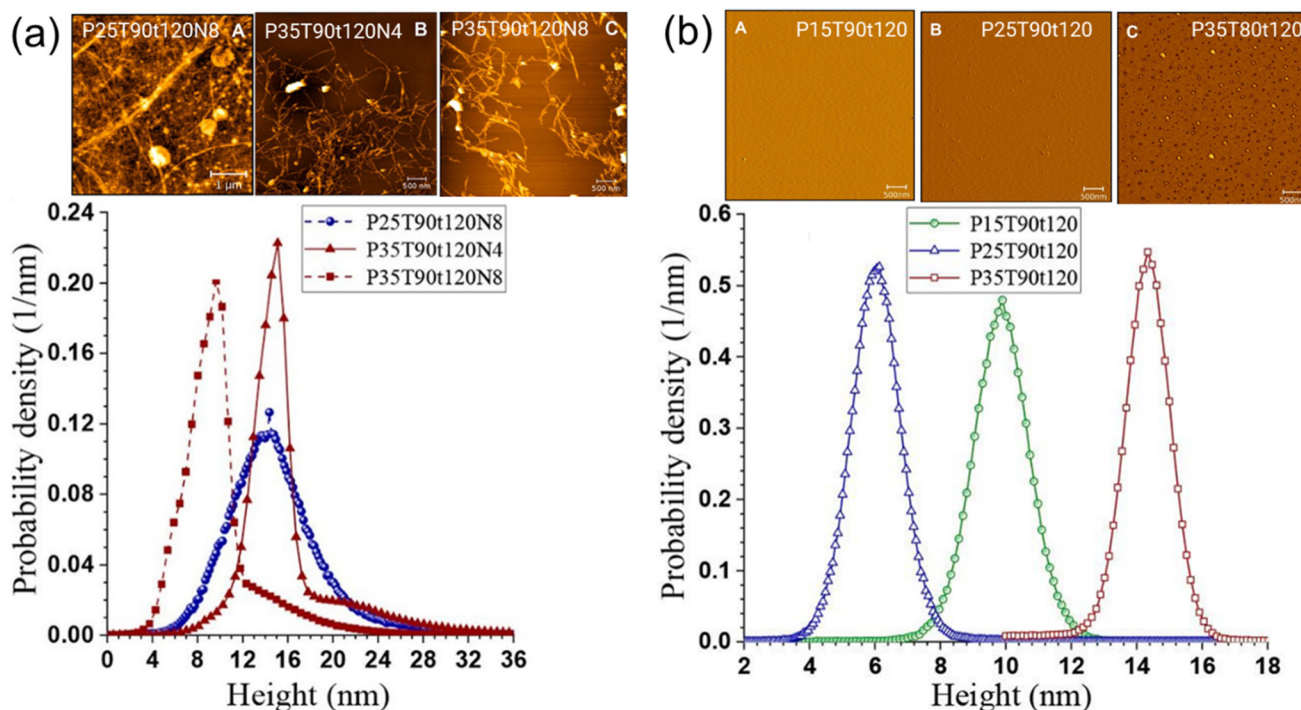 (a)
P25T90t120N8 A
P35T90t120N4 B
P35T90t120N8 C
1 μm
500 nm
500 nm
P25T90t120N8
P35T90t120N4
P35T90t120N8
Probability density (1/nm)
0.24
0.20
0.16
0.12
0.08
0.04
0.00
0 4 8 12 16 20 24 28 32 36
Height (nm)
(b)
A P15T90t120
B P25T90t120
C P35T80t120
500nm
500nm
500nm
P15T90t120
P25T90t120
P35T90t120
Probability density (1/nm)
0.6
0.5
0.4
0.3
0.2
0.1
0.0
2 4 6 8 10 12 14 16 18
Height (nm)